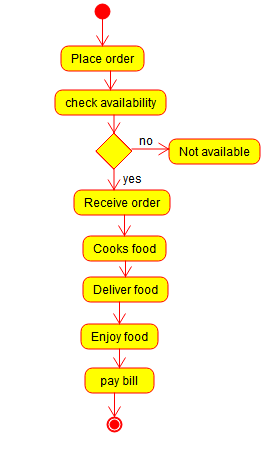 Place order
check availability
no
Not available
yes
Receive order
Cooks food
Deliver food
Enjoy food
pay bill